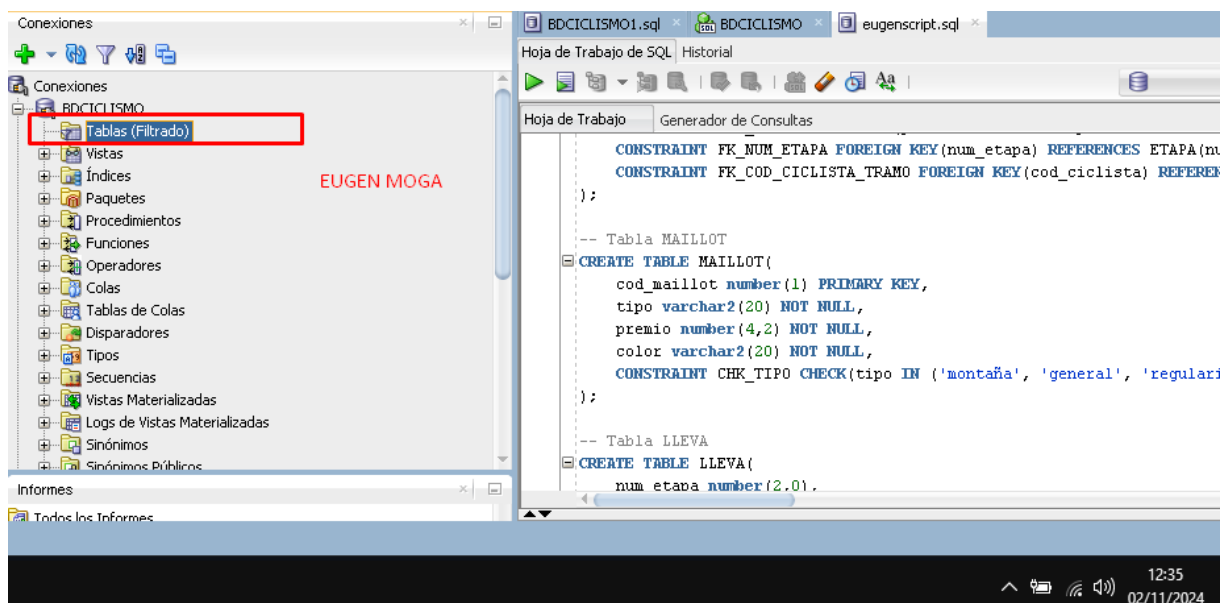 Conexiones
BDCICLISMO1.sql
BDCICLISMO
eugenscript.sql
Hoja de Trabajo de SQL
Historial
Conexiones
BDCICLISMO
Tablas (Filtrado)
Vistas
Índices
Paquetes
Procedimientos
Funciones
Operadores
Colas
Tablas de Colas
Disparadores
Tipos
Secuencias
Vistas Materializadas
Logs de Vistas Materializadas
Sinónimos
Sinónimos Públicos
EUGEN MOGA
Informes
Todos los Informes
Hoja de Trabajo
Generador de Consultas
CONSTRAINT FK_NUM_ETAPA FOREIGN KEY(num_etapa) REFERENCES ETAPA(nu
CONSTRAINT FK_COD_CICLISTA_TRAMO FOREIGN KEY(cod_ciclista) REFEREN
);
-- Tabla MAILLOT
CREATE TABLE MAILLOT(
cod_maillot number(1) PRIMARY KEY,
tipo varchar2(20) NOT NULL,
premio number(4,2) NOT NULL,
color varchar2(20) NOT NULL,
CONSTRAINT CHK_TIPO CHECK(tipo IN ('montaña', 'general', 'regulari
);
-- Tabla LLEVA
CREATE TABLE LLEVA(
num_etapa number(2,0),
12:35
02/11/2024